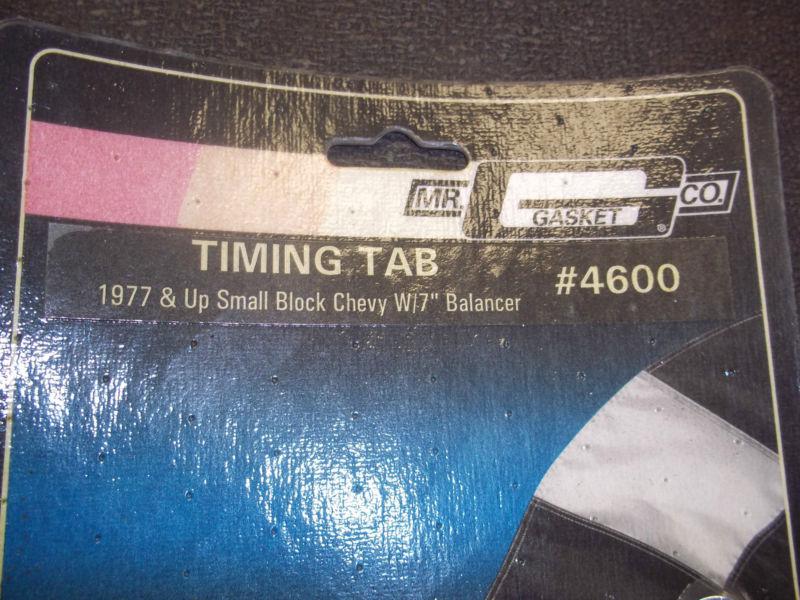 MR. GASKET CO.
®
TIMING TAB
#4600
1977 & Up Small Block Chevy W/7" Balancer